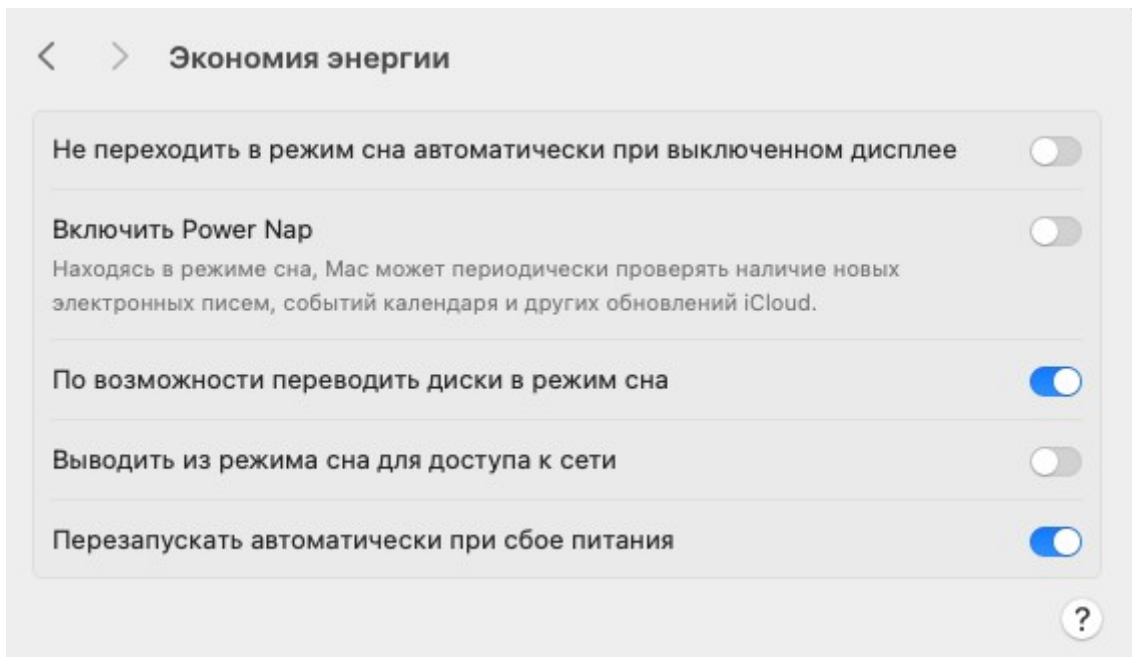 Экономия энергии
Не переходить в режим сна автоматически при выключенном дисплее
Включить Power Nap
Находясь в режиме сна, Mac может периодически проверять наличие новых
электронных писем, событий календаря и других обновлений iCloud.
По возможности переводить диски в режим сна
Выводить из режима сна для доступа к сети
Перезапускать автоматически при сбое питания
?